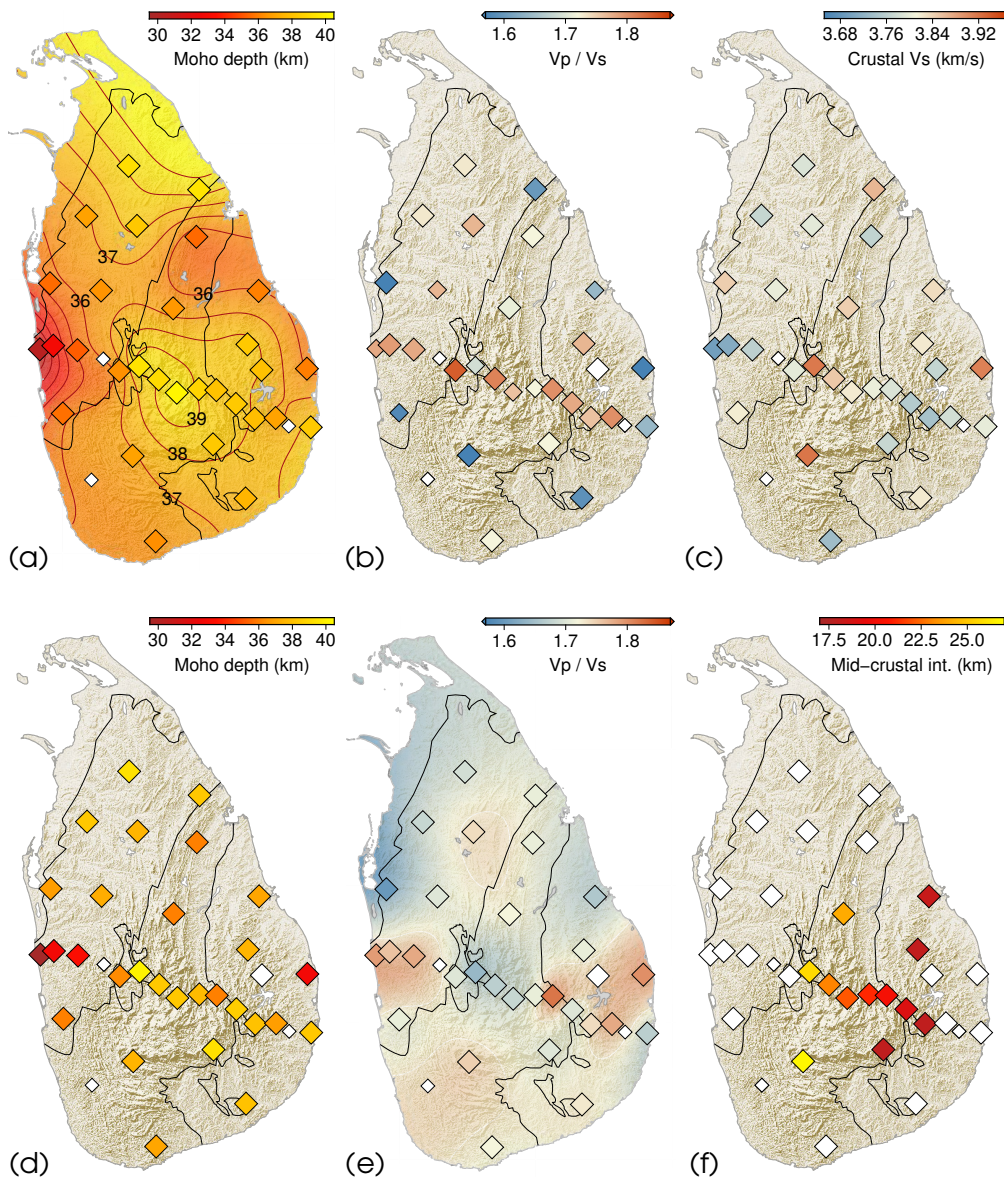 30 32 34 36 38 40
Moho depth (km)
1.6 1.7 1.8
Vp / Vs
3.68 3.76 3.84 3.92
Crustal Vs (km/s)
37
36
36
39
38
37
(a)
(b)
(c)
30 32 34 36 38 40
Moho depth (km)
1.6 1.7 1.8
Vp / Vs
17.5 20.0 22.5 25.0
Mid−crustal int. (km)
(d)
(e)
(f)